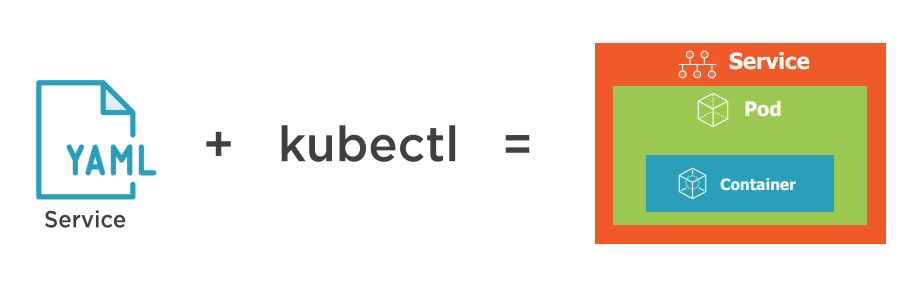 YAML
Service
+
kubectl
=
Service
Pod
Container